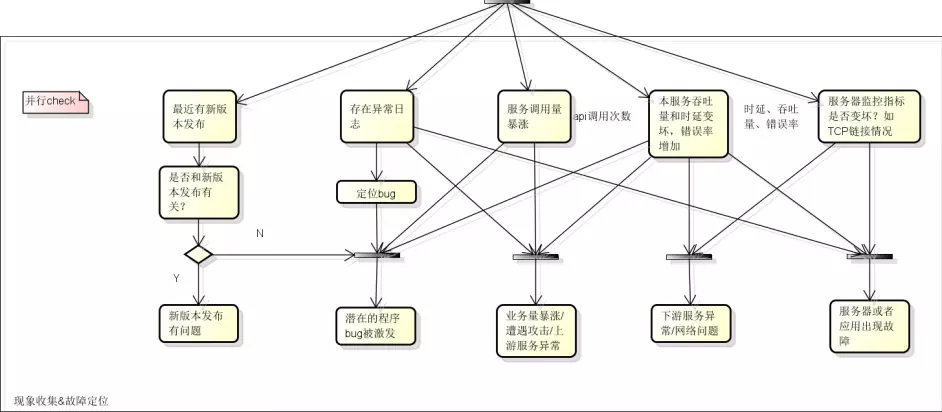 并行check
最近有新版
本发布
存在异常日
志
服务调用量
暴涨
api调用次数
本服务吞吐
量和时延变
坏，错误率
增加
时延、吞吐
量、错误率
服务器监控指标
是否变坏？如
TCP链接情况
是否和新版
本发布有
关？
定位bug
N
Y
新版本发布
有问题
潜在的程序
bug被激发
业务量暴涨/
遭遇攻击/上
游服务异常
下游服务异
常/网络问题
服务器或者
应用出现故
障
现象收集&故障定位